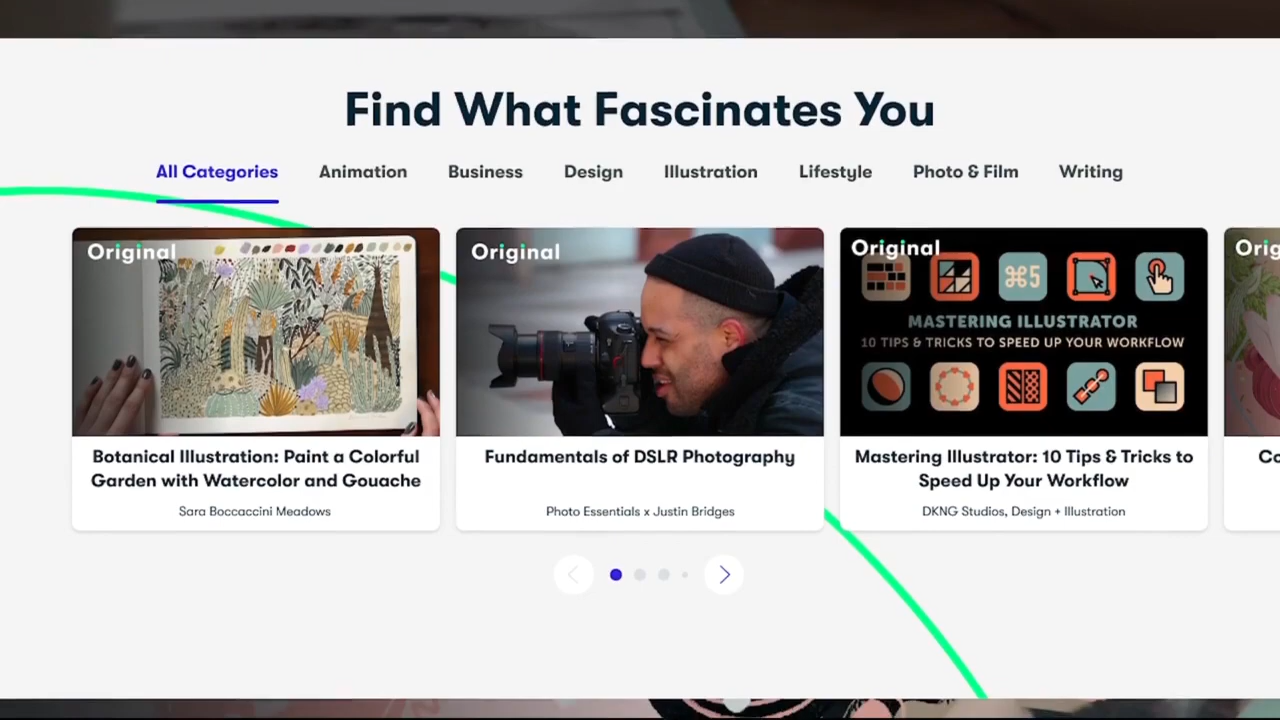 Find What Fascinates You
All Categories Animation Business Design Illustration Lifestyle Photo & Film Writing
Original
Botanical Illustration: Paint a Colorful
Garden with Watercolor and Gouache
Sara Boccaccini Meadows
Original
Fundamentals of DSLR Photography
Photo Essentials x Justin Bridges
Original
⌘5
MASTERING ILLUSTRATOR
10 TIPS & TRICKS TO SPEED UP YOUR WORKFLOW
Mastering Illustrator: 10 Tips & Tricks to
Speed Up Your Workflow
DKNG Studios, Design + Illustration